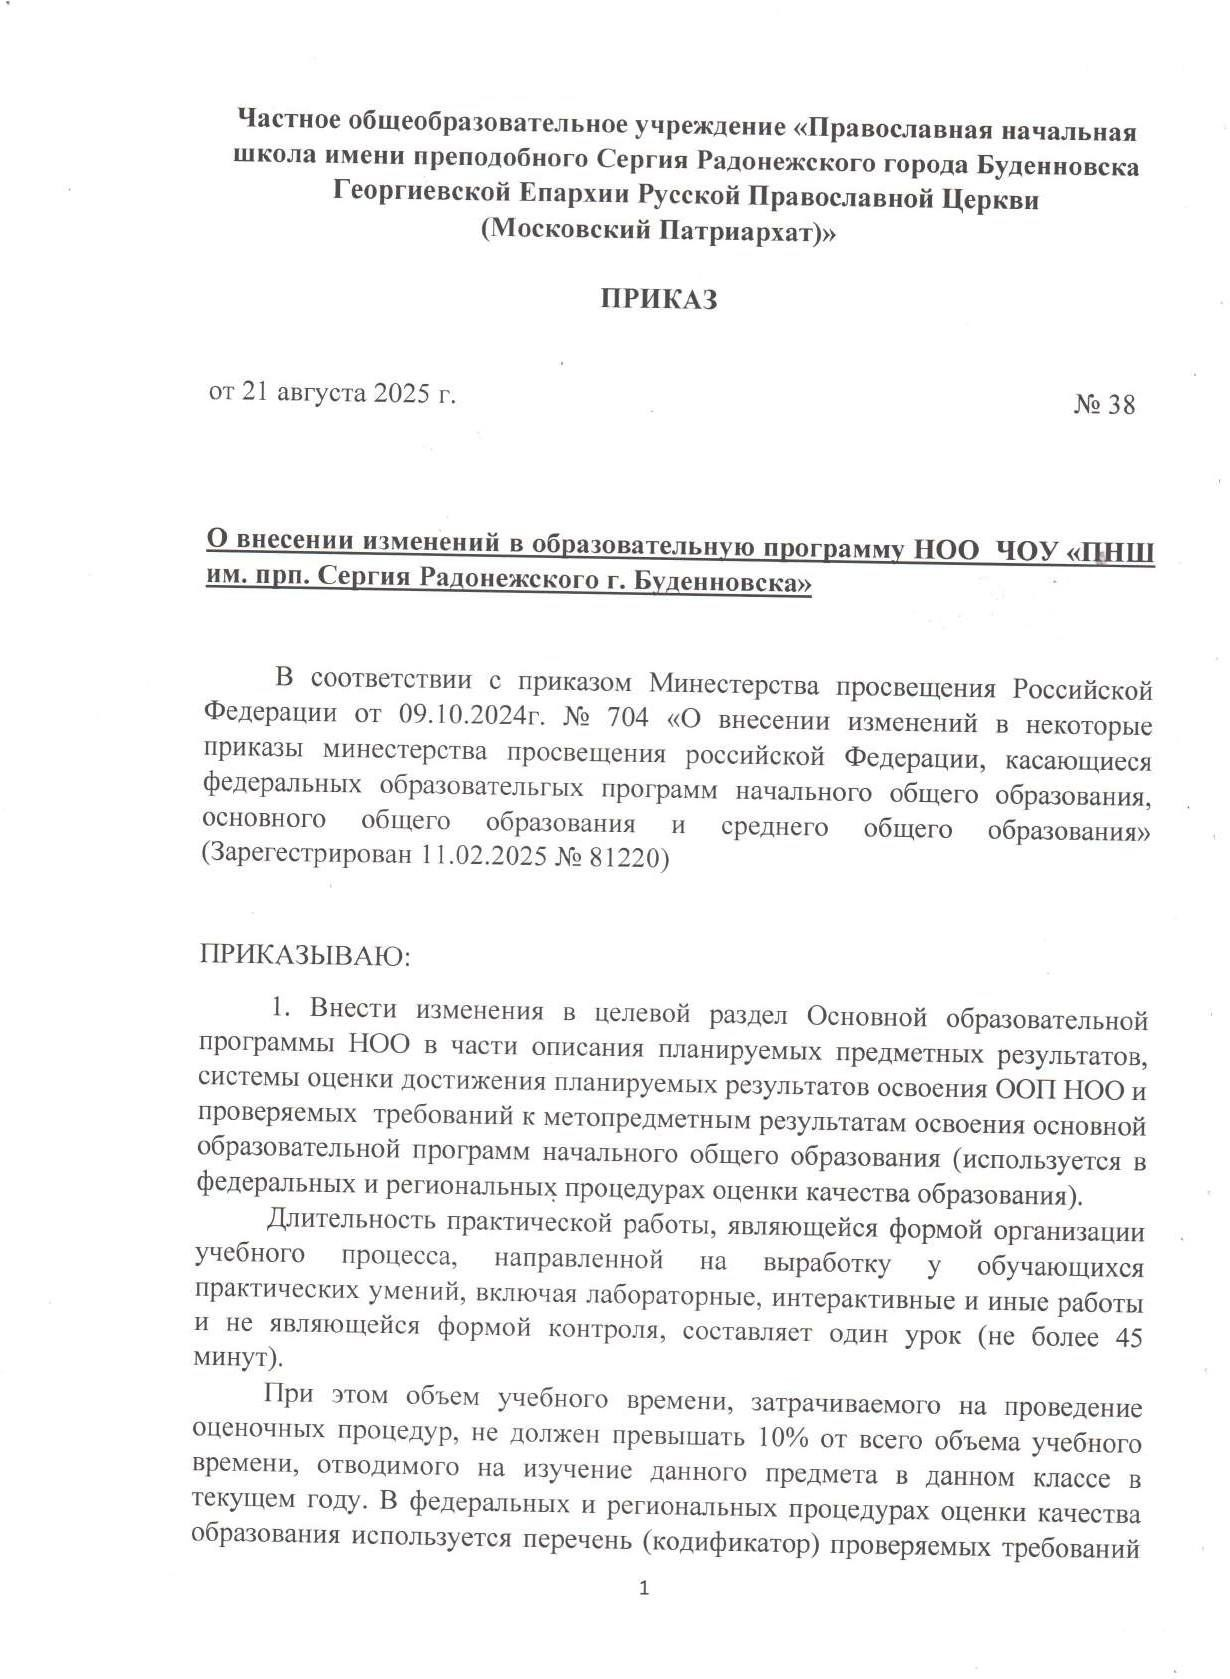 Частное общеобразовательное учреждение «Православная начальная
школа имени преподобного Сергия Радонежского города Буденновска
Георгиевской Епархии Русской Православной Церкви
(Московский Патриархат)»
ПРИКАЗ
от 21 августа 2025 г.
№ 38
О внесении изменений в образовательную программу НОО ЧОУ «ПНШ
им. прп. Сергия Радонежского г. Буденновска»
В соответствии с приказом Минестерства просвещения Российской
Федерации от 09.10.2024г. № 704 «О внесении изменений в некоторые
приказы минестерства просвещения российской Федерации, касающиеся
федеральных образовательгых программ начального общего образования,
основного общего образования и среднего общего образования»
(Зарегестрирован 11.02.2025 № 81220)
ПРИКАЗЫВАЮ:
1. Внести изменения в целевой раздел Основной образовательной
программы НОО в части описания планируемых предметных результатов,
системы оценки достижения планируемых результатов освоения ООП НОО и
проверяемых требований к метопредметным результатам освоения основной
образовательной программ начального общего образования (используется в
федеральных и региональных процедурах оценки качества образования).
Длительность практической работы, являющейся формой организации
учебного процесса, направленной на выработку у обучающихся
практических умений, включая лабораторные, интерактивные и иные работы
и не являющейся формой контроля, составляет один урок (не более 45
минут).
При этом объем учебного времени, затрачиваемого на проведение
оценочных процедур, не должен превышать 10% от всего объема учебного
времени, отводимого на изучение данного предмета в данном классе в
текущем году. В федеральных и региональных процедурах оценки качества
образования используется перечень (кодификатор) проверяемых требований
1